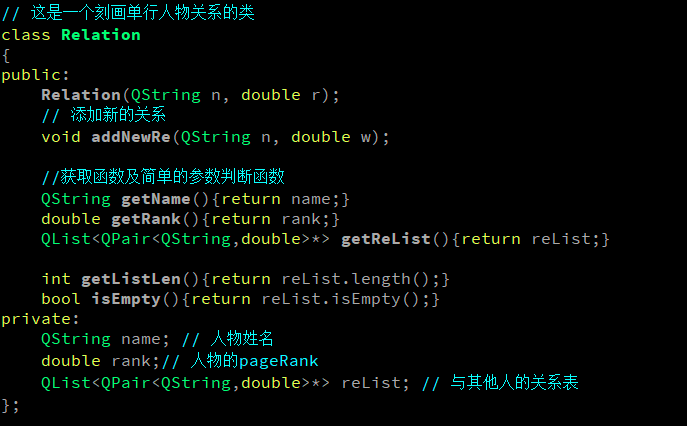 // 这是一个刻画单行人物关系的类
class Relation
{
public:
    Relation(QString n, double r);
    // 添加新的关系
    void addNewRe(QString n, double w);

    //获取函数及简单的参数判断函数
    QString getName(){return name;}
    double getRank(){return rank;}
    QList<QPair<QString,double>*> getReList(){return reList;}

    int getListLen(){return reList.length();}
    bool isEmpty(){return reList.isEmpty();}
private:
    QString name; // 人物姓名
    double rank;// 人物的pageRank
    QList<QPair<QString,double>*> reList; // 与其他人的关系表
};